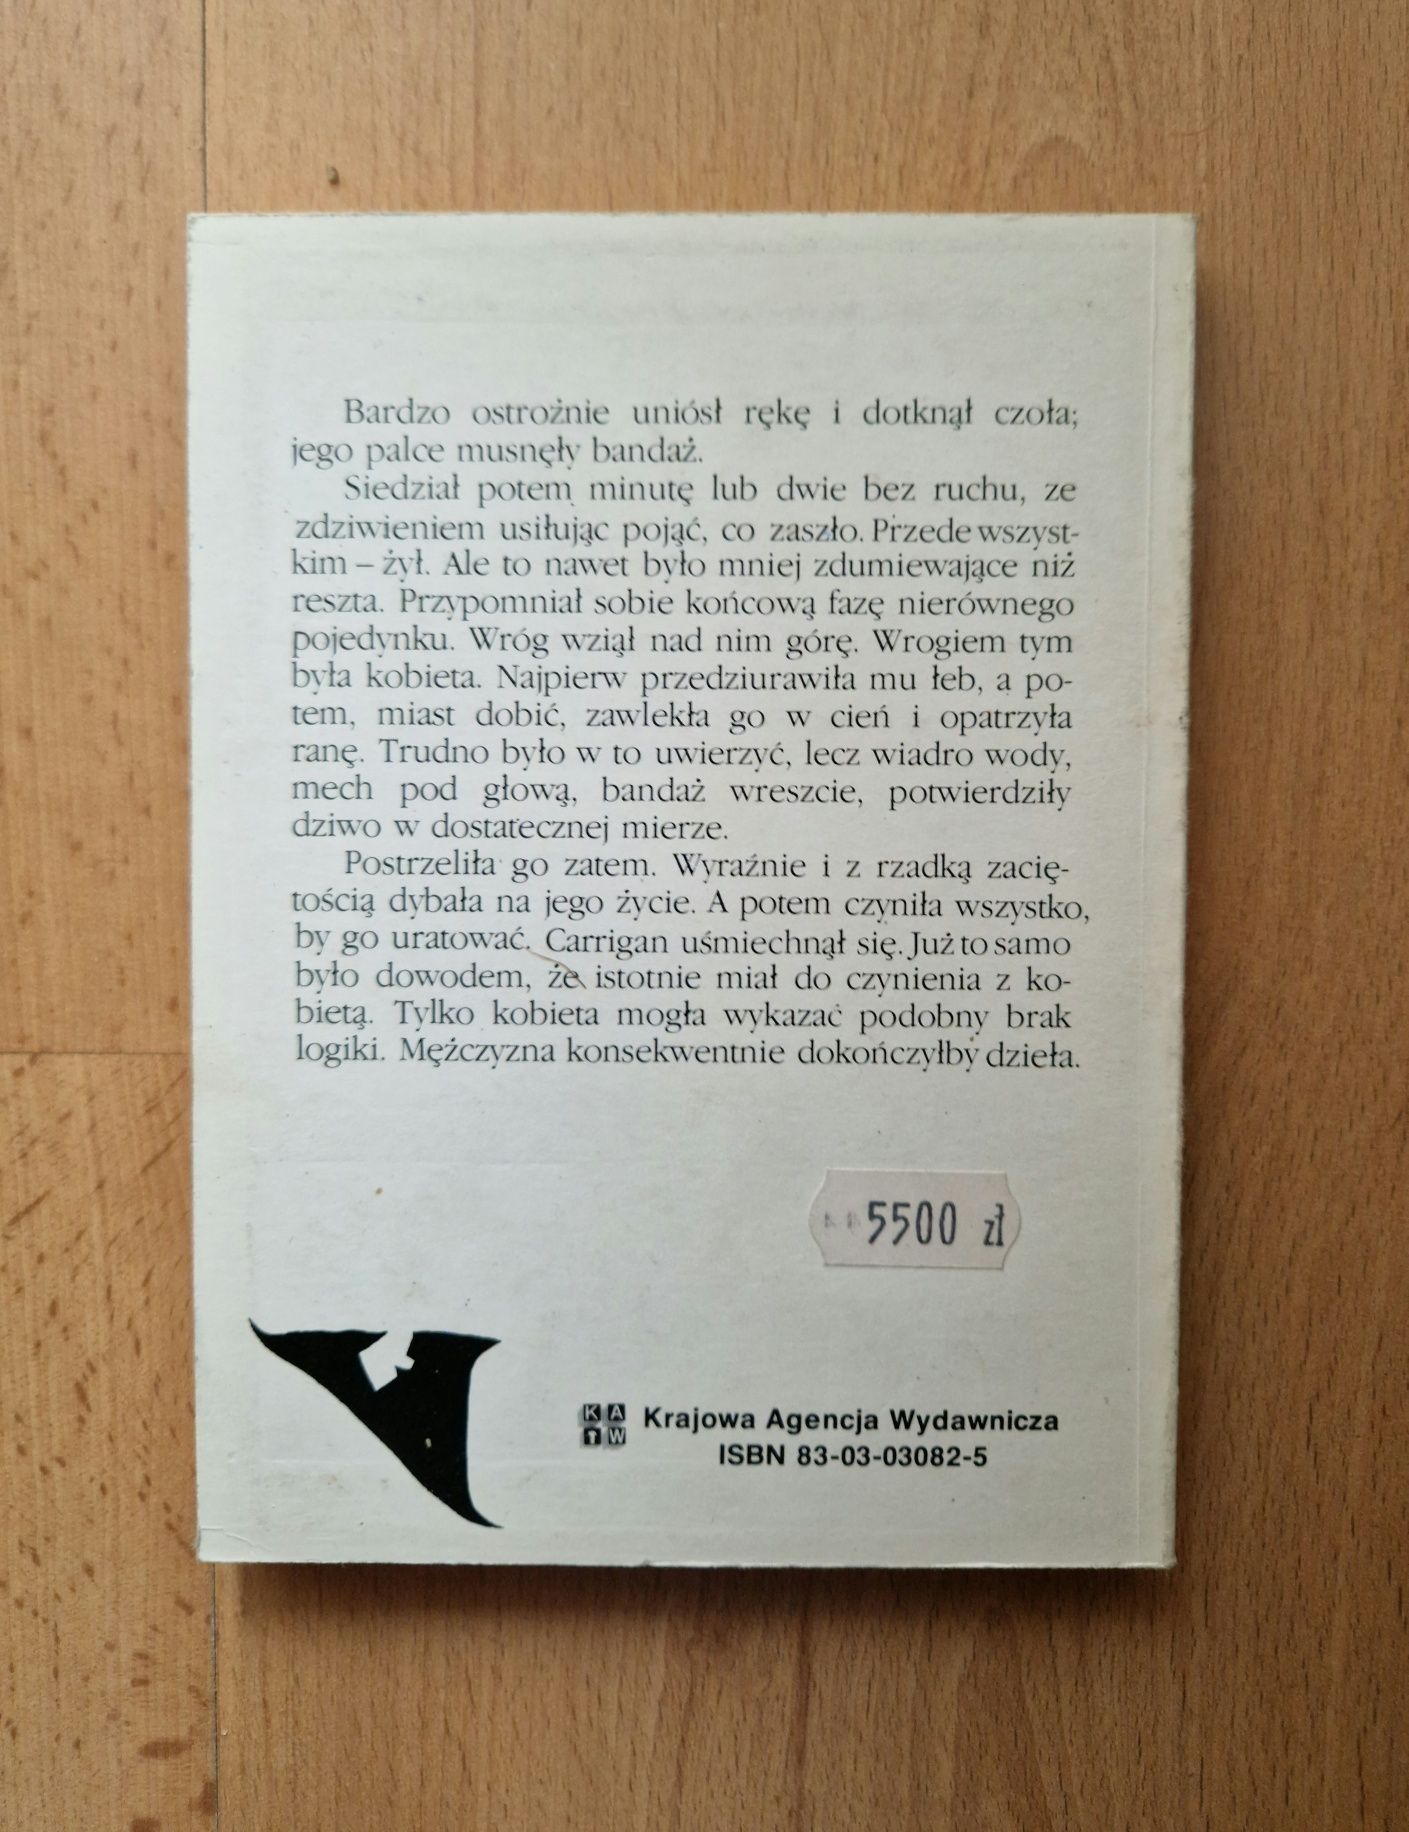 Bardzo ostrożnie uniósł rękę i dotknął czoła;
jego palce musnęły bandaż.
Siedział potem minutę lub dwie bez ruchu, ze
zdziwieniem usiłując pojąć, co zaszło. Przede wszyst-
kim – żył. Ale to nawet było mniej zdumiewające niż
reszta. Przypomniał sobie końcową fazę nierównego
pojedynku. Wróg wziął nad nim górę. Wrogiem tym
była kobieta. Najpierw przedziurawiła mu łeb, a po-
tem, miast dobić, zawlekła go w cień i opatrzyła
ranę. Trudno było w to uwierzyć, lecz wiadro wody,
mech pod głową, bandaż wreszcie, potwierdziły
dziwo w dostatecznej mierze.
Postrzeliła go zatem. Wyraźnie i z rzadką zacię-
tością dybała na jego życie. A potem czyniła wszystko,
by go uratować. Carrigan uśmiechnął się. Już to samo
było dowodem, że istotnie miał do czynienia z ko-
bietą. Tylko kobieta mogła wykazać podobny brak
logiki. Mężczyzna konsekwentnie dokończyłby dzieła.
5500 zł
KA Krajowa Agencja Wydawnicza
W ISBN 83-03-03082-5